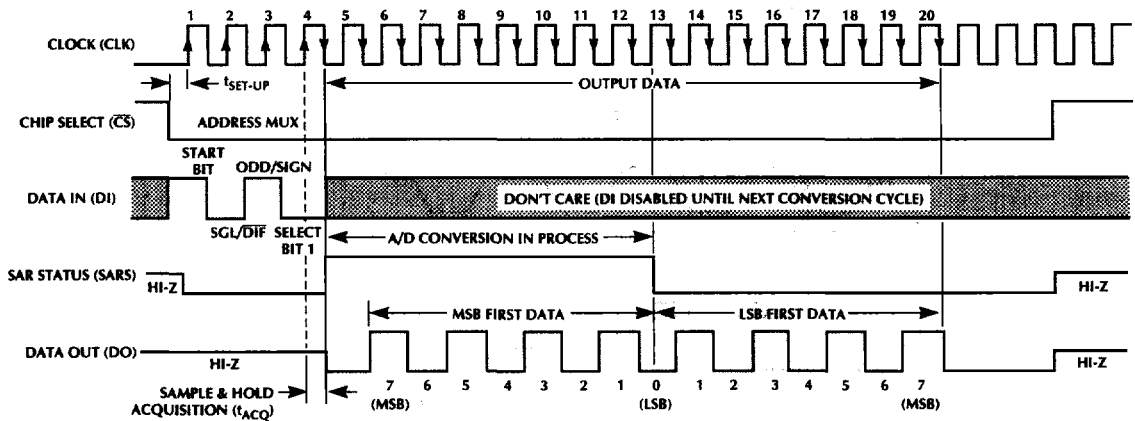 1 2 3 4 5 6 7 8 9 10 11 12 13 14 15 16 17 18 19 20
CLOCK (CLK)
tSET-UP
OUTPUT DATA
CHIP SELECT (CS)
ADDRESS MUX
START
BIT
ODD/SIGN
DATA IN (DI)
DON'T CARE (DI DISABLED UNTIL NEXT CONVERSION CYCLE)
SGL/DIF
SELECT
BIT 1
A/D CONVERSION IN PROCESS
SAR STATUS (SARS)
HI-Z
HI-Z
MSB FIRST DATA
LSB FIRST DATA
DATA OUT (DO)
HI-Z
HI-Z
7 6 5 4 3 2 1 0 1 2 3 4 5 6 7
(MSB) (LSB) (MSB)
SAMPLE & HOLD
ACQUISITION (tACQ)